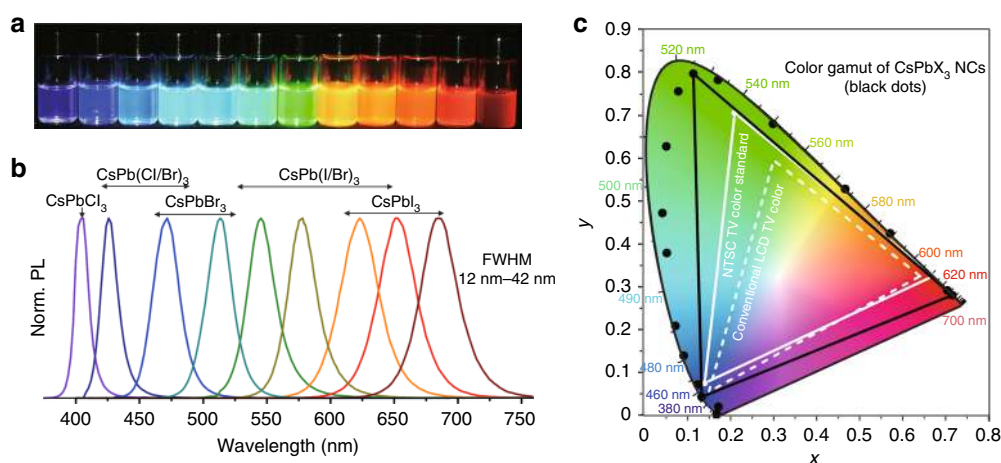 a
b
CsPb(Cl/Br)3
CsPb(I/Br)3
CsPbCl3
CsPbBr3
CsPbI3
FWHM
12 nm–42 nm
Norm. PL
400 450 500 550 600 650 700 750
Wavelength (nm)
c
Color gamut of CsPbX3 NCs
(black dots)
NTSC TV color standard
Conventional LCD TV color
520 nm
540 nm
560 nm
580 nm
600 nm
620 nm
700 nm
500 nm
490 nm
480 nm
460 nm
380 nm
0.9
0.8
0.7
0.6
0.5
0.4
0.3
0.2
0.1
0
y
0 0.1 0.2 0.3 0.4 0.5 0.6 0.7 0.8
x